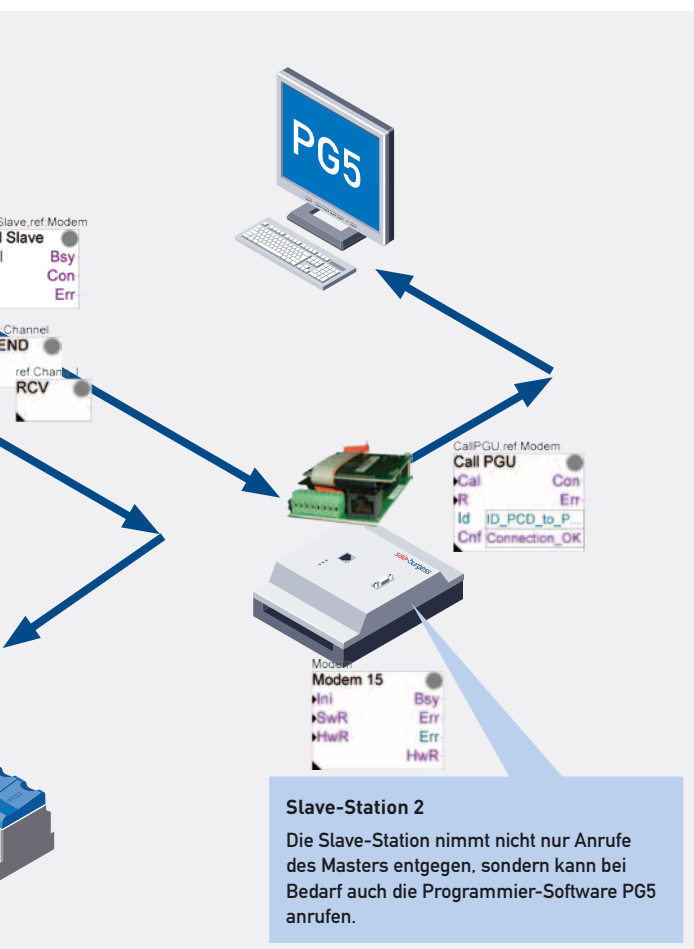 PG5
Slave,ref:Modem
l Slave
l Bsy
Con
Err
Channel
END
ref:Chan
RCV
CallPGU,ref:Modem
Call PGU
Cal Con
R Err
Id ID_PCD_to_P...
Cnf Connection_OK
saia-burgess
Modem
Modem 15
Ini Bsy
SwR Err
HwR Err
HwR
Slave-Station 2
Die Slave-Station nimmt nicht nur Anrufe
des Masters entgegen, sondern kann bei
Bedarf auch die Programmier-Software PG5
anrufen.